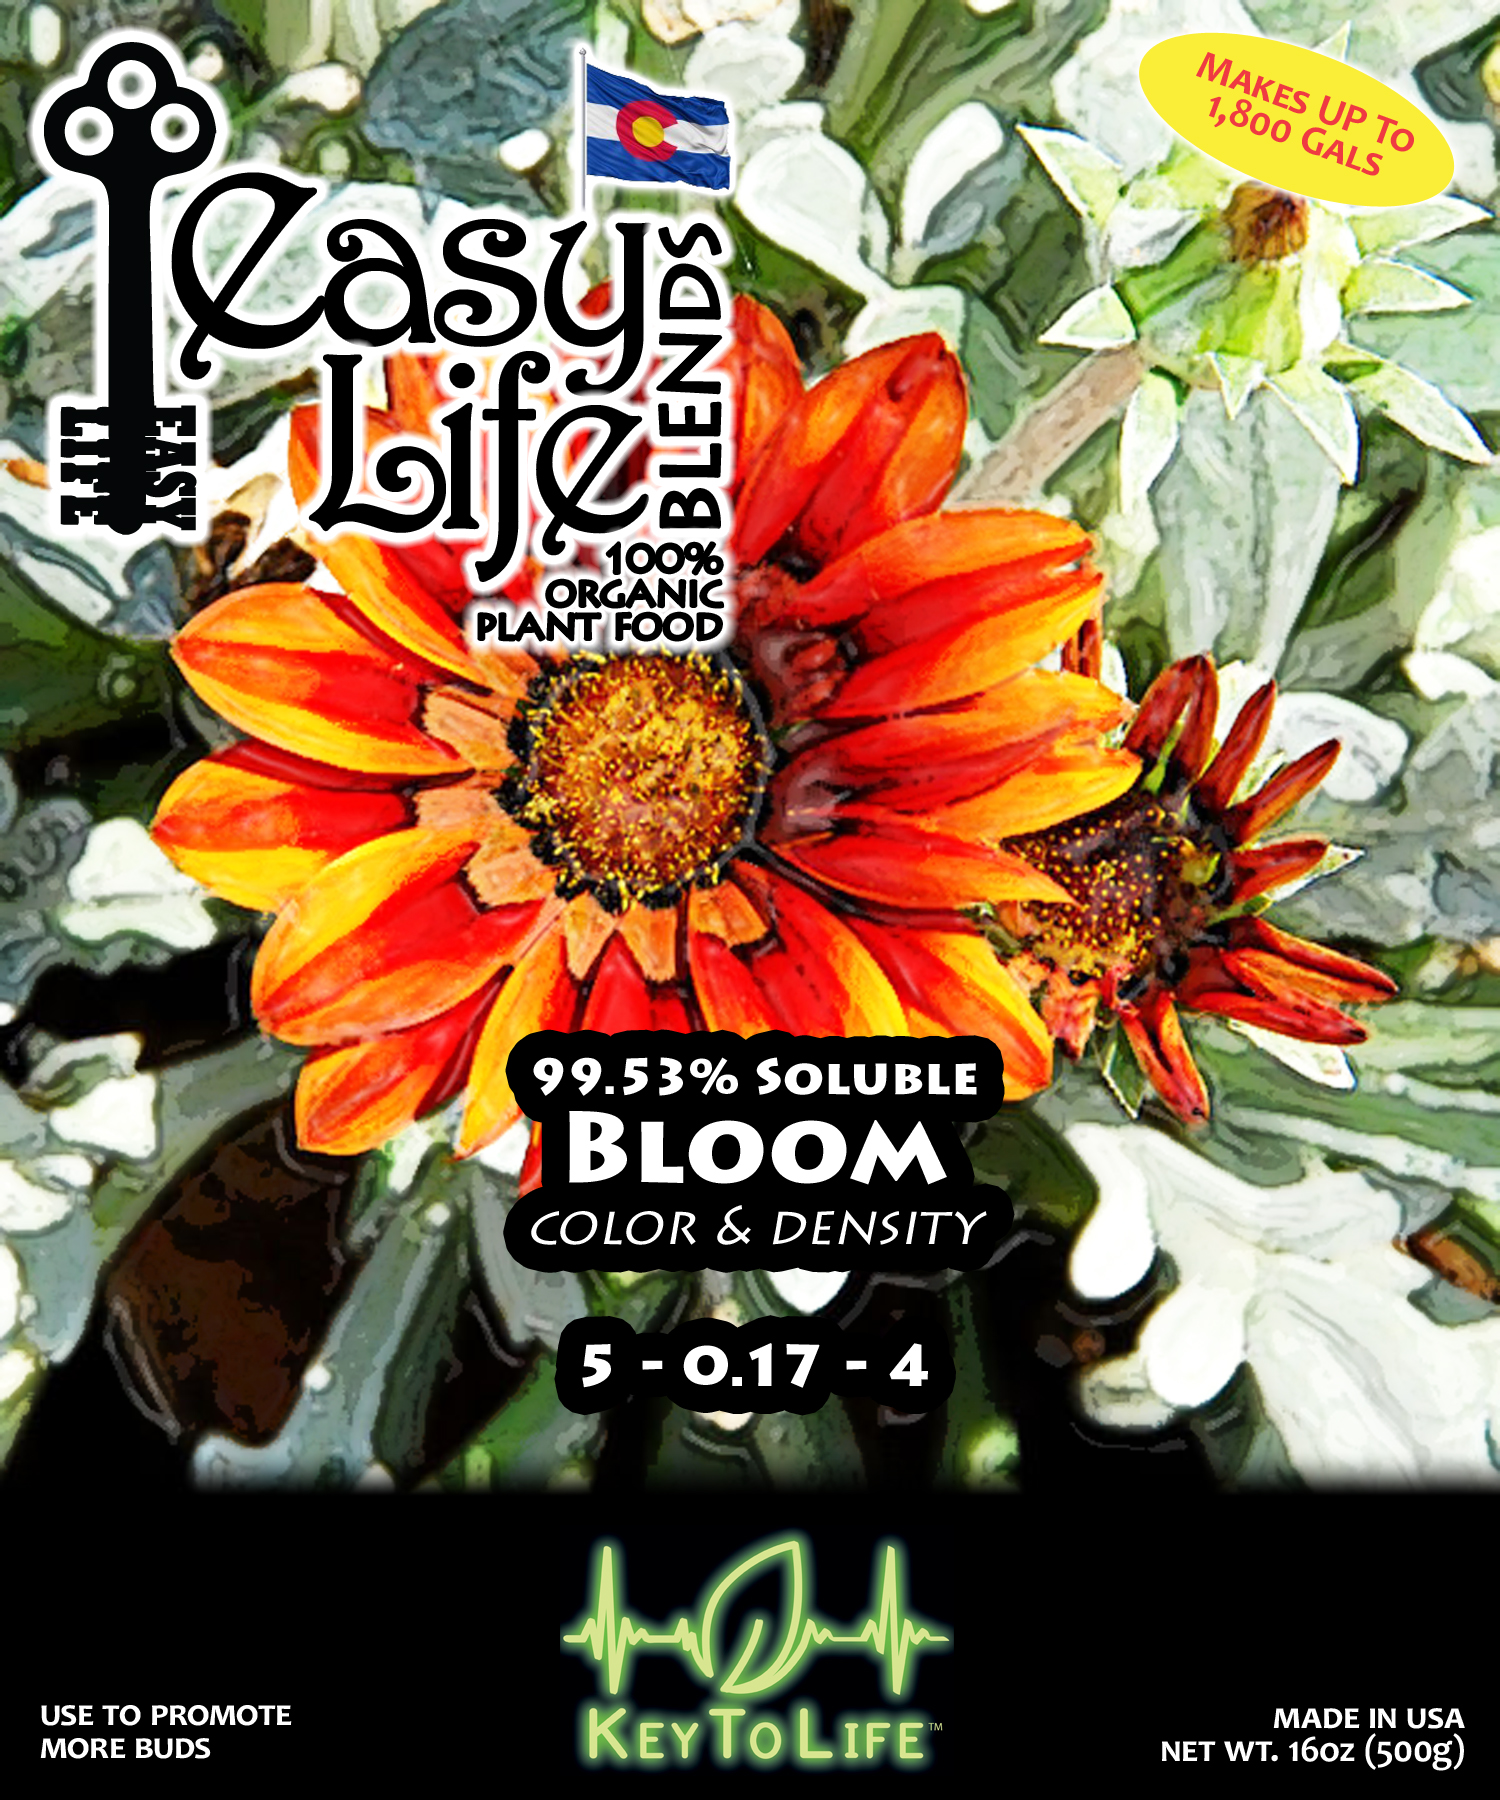 MAKES UP TO
1,800 GALS
easy
Life
BLENDS
EASY
LIFE
100%
ORGANIC
PLANT FOOD
99.53% SOLUBLE
BLOOM
COLOR & DENSITY
5 - 0.17 - 4
KEYTOLIFE™
USE TO PROMOTE
MORE BUDS
MADE IN USA
NET WT. 16oz (500g)